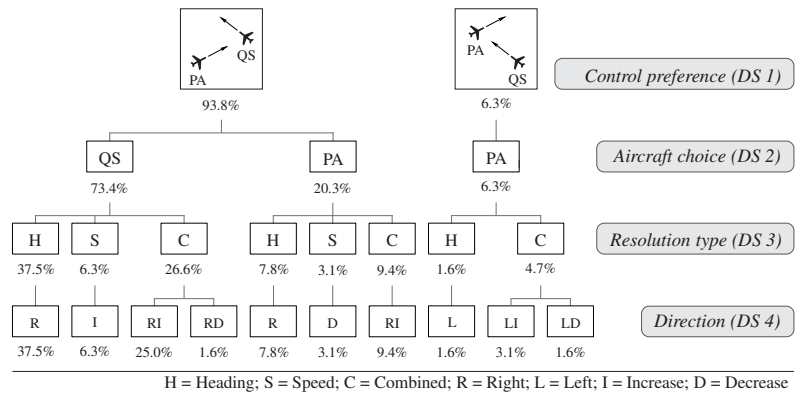 QS
PA
PA
QS
Control preference (DS 1)
93.8% 6.3%
QS PA PA Aircraft choice (DS 2)
73.4% 20.3% 6.3%
H S C H S C H C Resolution type (DS 3)
37.5% 6.3% 26.6% 7.8% 3.1% 9.4% 1.6% 4.7%
R I RI RD R D RI L LI LD Direction (DS 4)
37.5% 6.3% 25.0% 1.6% 7.8% 3.1% 9.4% 1.6% 3.1% 1.6%
H = Heading; S = Speed; C = Combined; R = Right; L = Left; I = Increase; D = Decrease